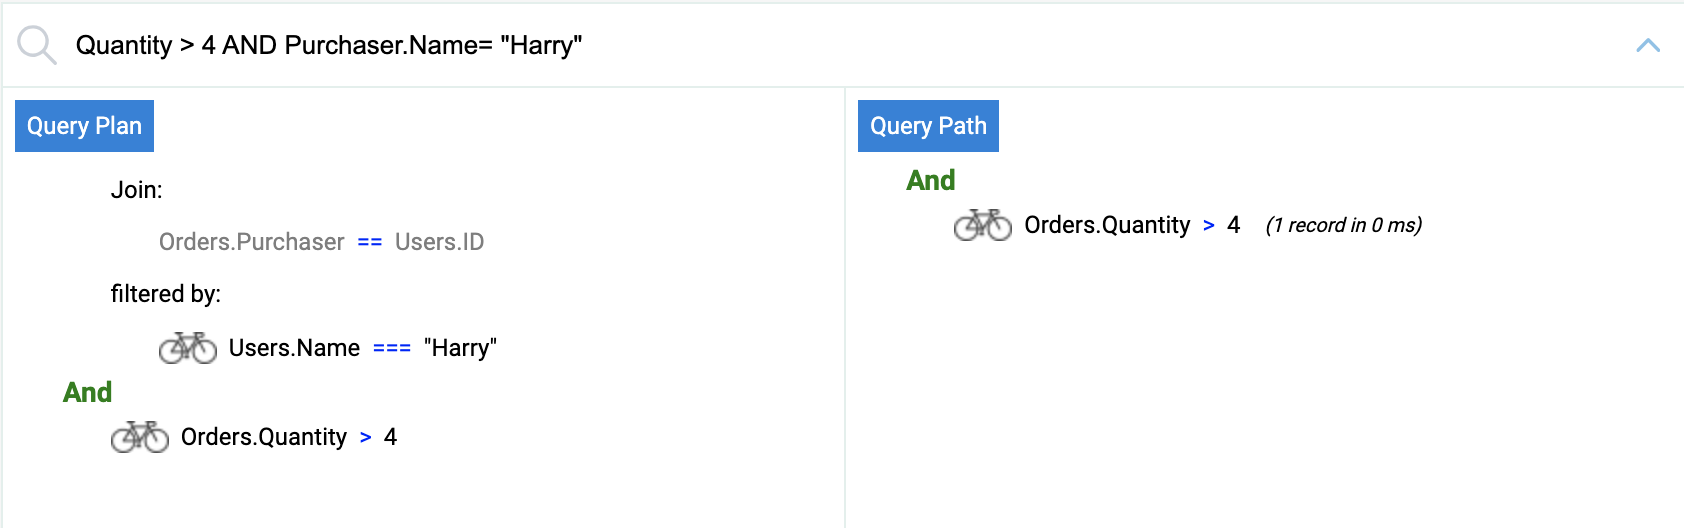 Quantity > 4 AND Purchaser.Name= "Harry"
Query Plan
Join:
Orders.Purchaser == Users.ID
filtered by:
Users.Name === "Harry"
And
Orders.Quantity > 4
Query Path
And
Orders.Quantity > 4 (1 record in 0 ms)